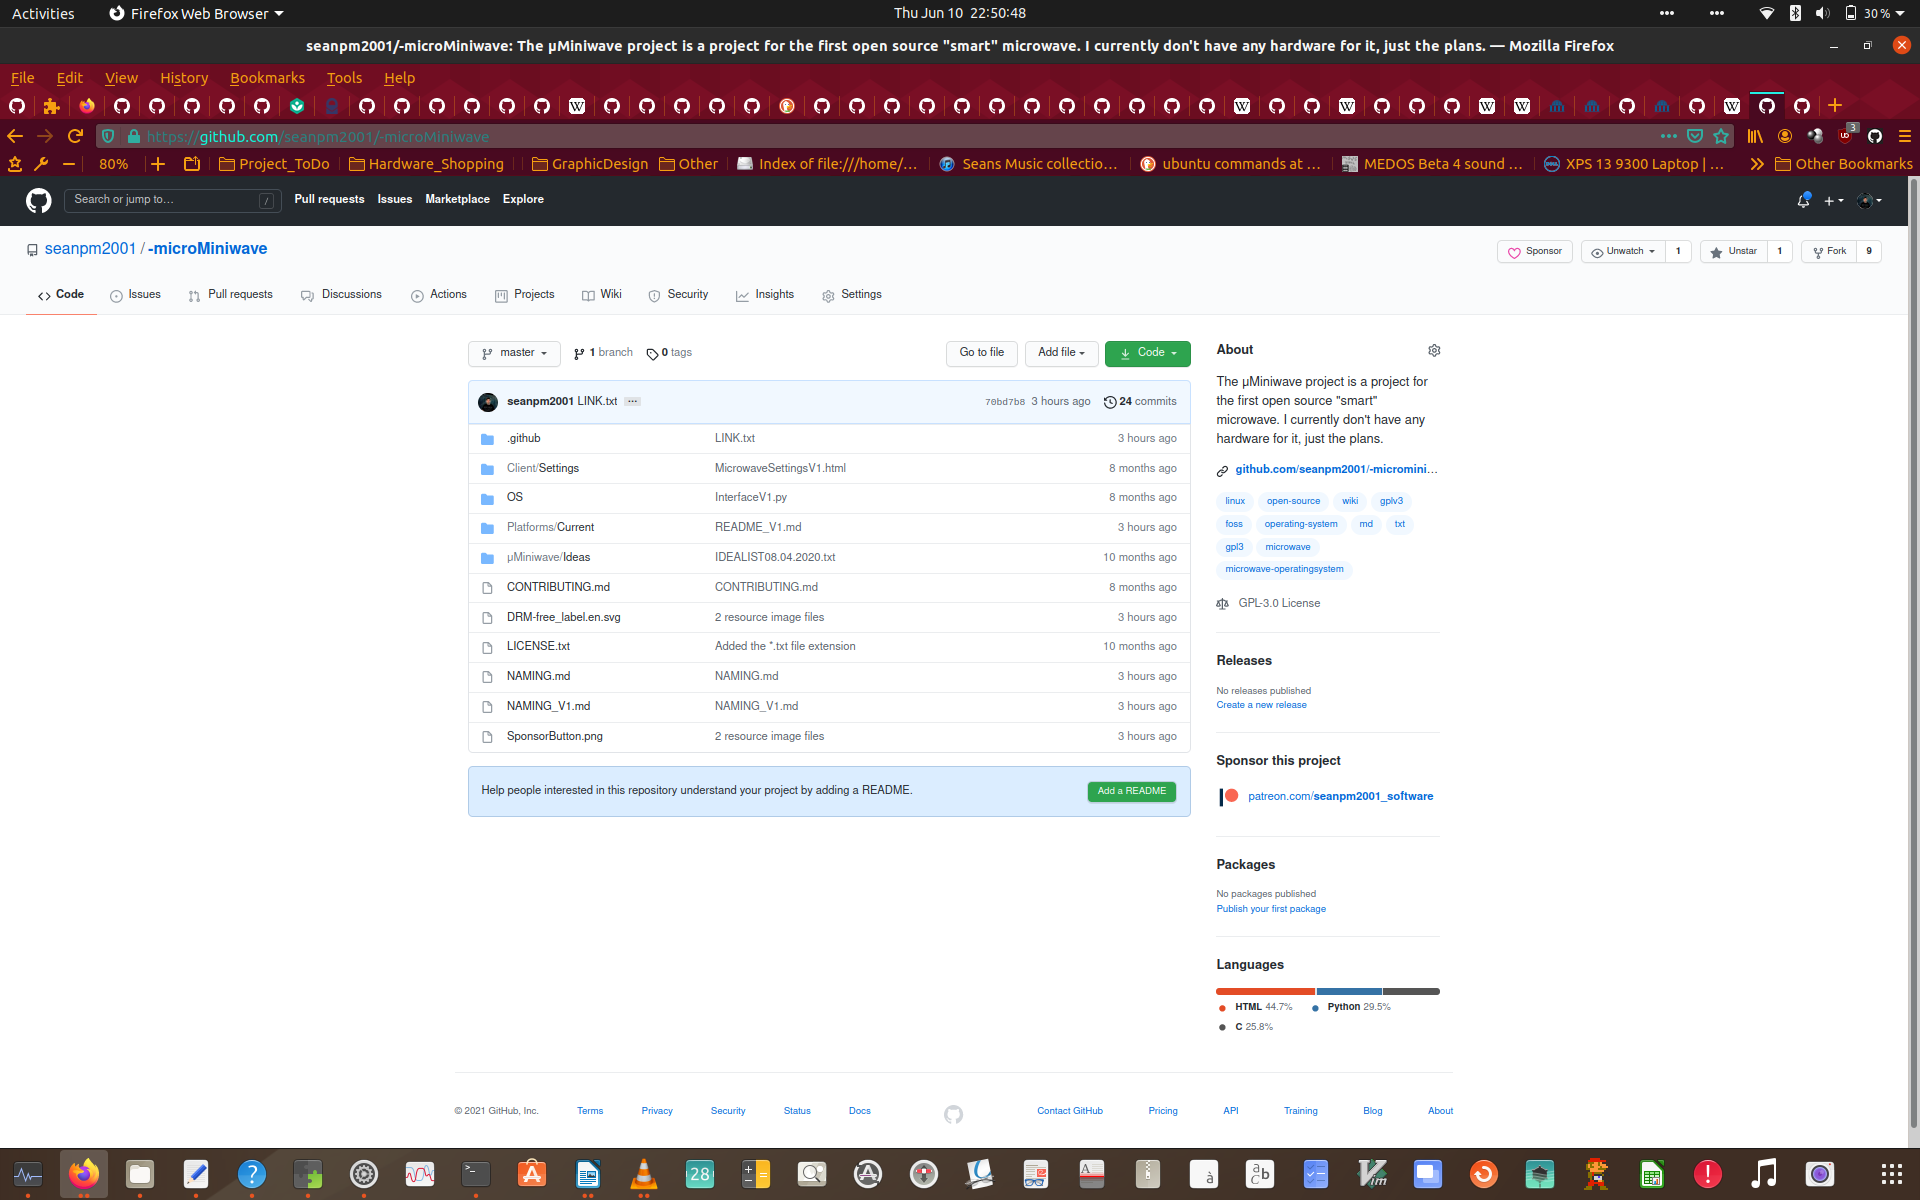 Activities Firefox Web Browser Thu Jun 10 22:50:48 30 %
seanpm2001/-microMiniwave: The µMiniwave project is a project for the first open source "smart" microwave. I currently don't have any hardware for it, just the plans. — Mozilla Firefox
File Edit View History Bookmarks Tools Help
https://github.com/seanpm2001/-microMiniwave 3
80% Project_ToDo Hardware_Shopping GraphicDesign Other Index of file:///home/... Seans Music collectio... ubuntu commands at ... MEDOS Beta 4 sound ... XPS 13 9300 Laptop | ... Other Bookmarks
Search or jump to... / Pull requests Issues Marketplace Explore
seanpm2001 / -microMiniwave Sponsor Unwatch 1 Unstar 1 Fork 9
Code Issues Pull requests Discussions Actions Projects Wiki Security Insights Settings
master 1 branch 0 tags Go to file Add file Code
seanpm2001 LINK.txt ... 70bd7b8 3 hours ago 24 commits
.github LINK.txt 3 hours ago
Client/Settings MicrowaveSettingsV1.html 8 months ago
OS InterfaceV1.py 8 months ago
Platforms/Current README_V1.md 3 hours ago
µMiniwave/Ideas IDEALIST08.04.2020.txt 10 months ago
CONTRIBUTING.md CONTRIBUTING.md 8 months ago
DRM-free_label.en.svg 2 resource image files 3 hours ago
LICENSE.txt Added the *.txt file extension 10 months ago
NAMING.md NAMING.md 3 hours ago
NAMING_V1.md NAMING_V1.md 3 hours ago
SponsorButton.png 2 resource image files 3 hours ago
Help people interested in this repository understand your project by adding a README. Add a README
About
The µMiniwave project is a project for
the first open source "smart"
microwave. I currently don't have any
hardware for it, just the plans.
github.com/seanpm2001/-micromini...
linux open-source wiki gplv3
foss operating-system md txt
gpl3 microwave
microwave-operatingsystem
GPL-3.0 License
Releases
No releases published
Create a new release
Sponsor this project
patreon.com/seanpm2001_software
Packages
No packages published
Publish your first package
Languages
HTML 44.7% Python 29.5%
C 25.8%
© 2021 GitHub, Inc. Terms Privacy Security Status Docs Contact GitHub Pricing API Training Blog About
28